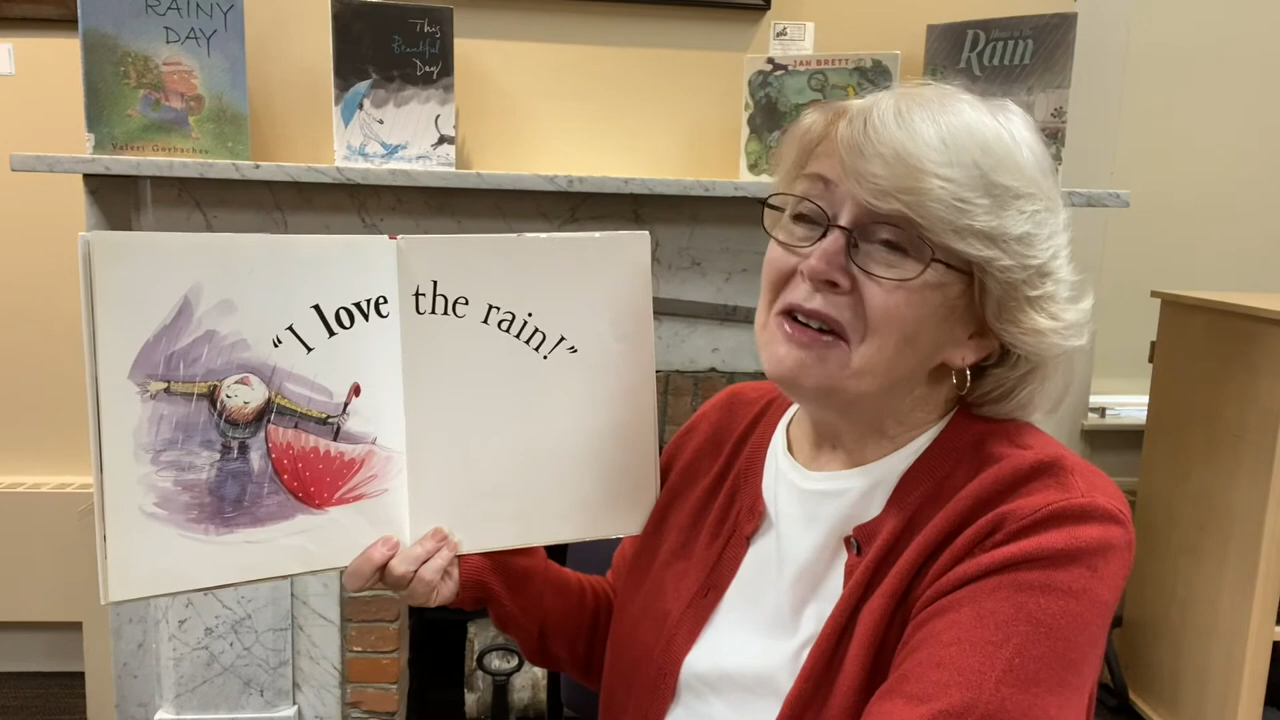 RAINY
DAY
Valeri Gorbachev
This
Beautiful
Day
JAN BRETT
Rain
"I love the rain!"